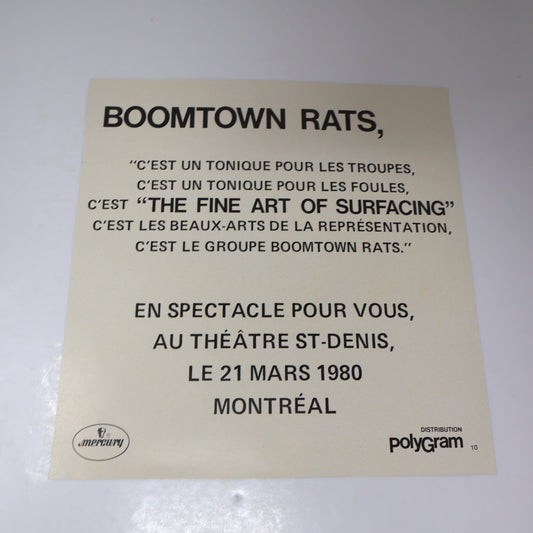 BOOMTOWN RATS,
"C'EST UN TONIQUE POUR LES TROUPES,
C'EST UN TONIQUE POUR LES FOULES,
C'EST "THE FINE ART OF SURFACING"
C'EST LES BEAUX-ARTS DE LA REPRÉSENTATION,
C'EST LE GROUPE BOOMTOWN RATS."
EN SPECTACLE POUR VOUS,
AU THÉÂTRE ST-DENIS,
LE 21 MARS 1980
MONTRÉAL
mercury
DISTRIBUTION
polyGram 10